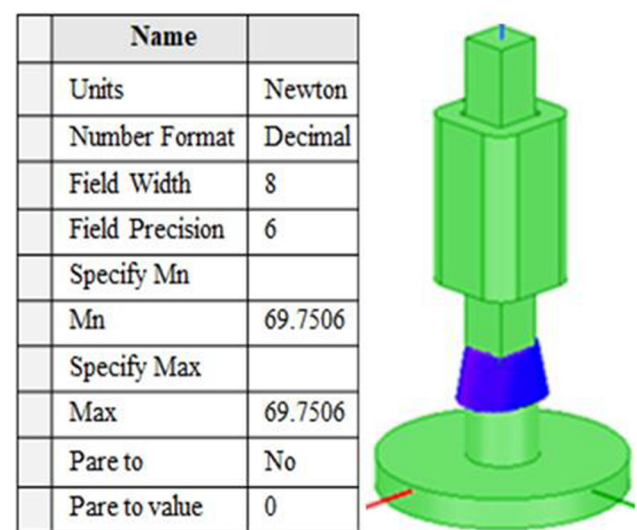 Name
Units Newton
Number Format Decimal
Field Width 8
Field Precision 6
Specify Mn
Mn 69.7506
Specify Max
Max 69.7506
Pare to No
Pare to value 0